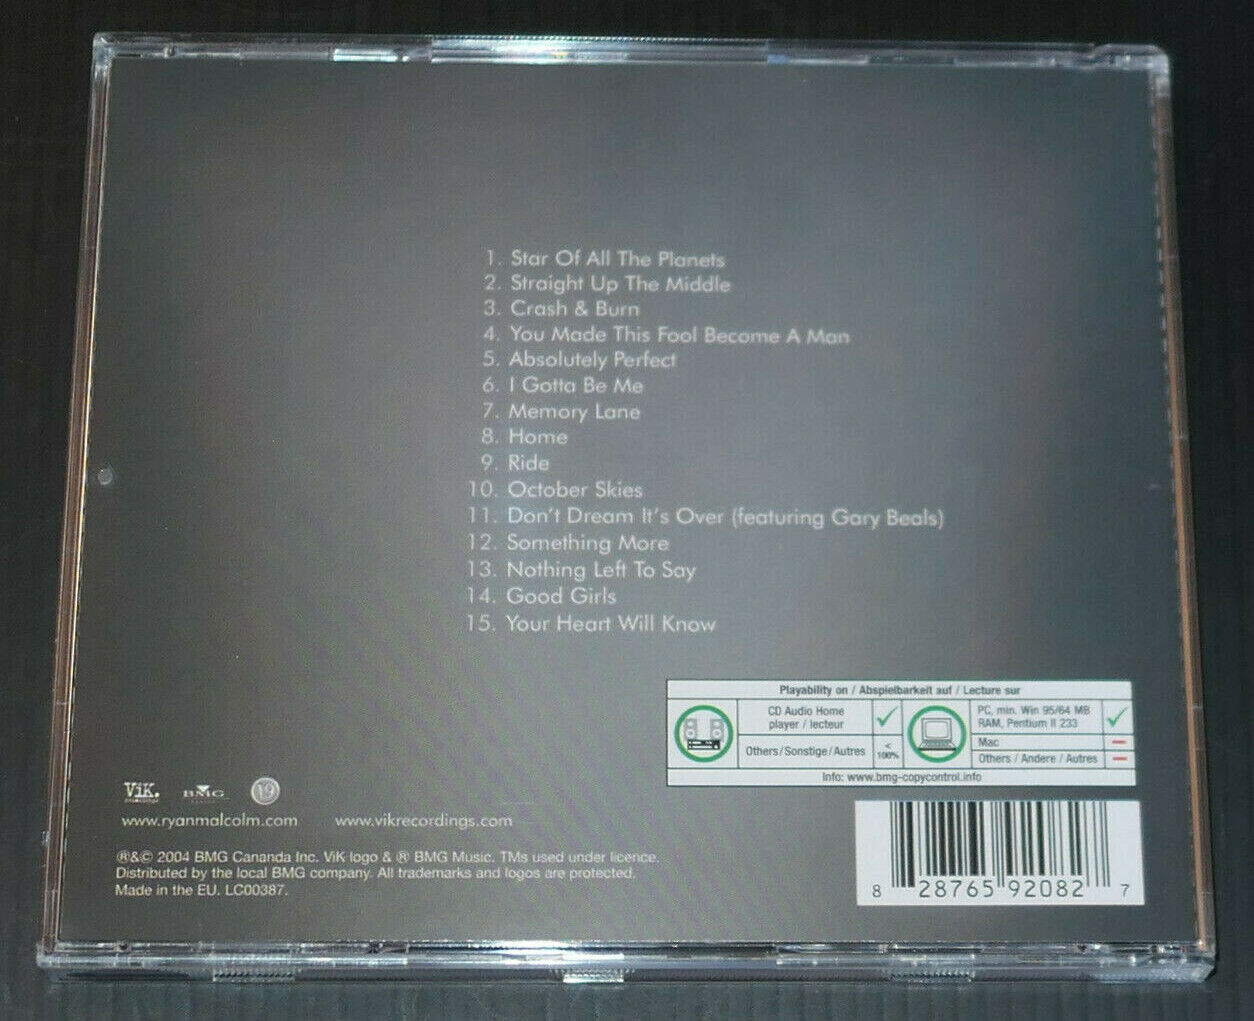 1. Star Of All The Planets
2. Straight Up The Middle
3. Crash & Burn
4. You Made This Fool Become A Man
5. Absolutely Perfect
6. I Gotta Be Me
7. Memory Lane
8. Home
9. Ride
10. October Skies
11. Don't Dream It's Over (featuring Gary Beals)
12. Something More
13. Nothing Left To Say
14. Good Girls
15. Your Heart Will Know
Playability on / Abspielbarkeit auf / Lecture sur
CD Audio Home
player / lecteur
Others/Sonstige/Autres
<
100%
PC, min. Win 95/64 MB
RAM, Pentium II 233
Mac
Others / Andere / Autres
Info: www.bmg-copycontrol.info
ViK.
recordings
BMG
19
www.ryanmalcolm.com www.vikrecordings.com
℗&© 2004 BMG Cananda Inc. ViK logo & ® BMG Music. TMs used under licence.
Distributed by the local BMG company. All trademarks and logos are protected.
Made in the EU. LC00387.
8 28765 92082 7